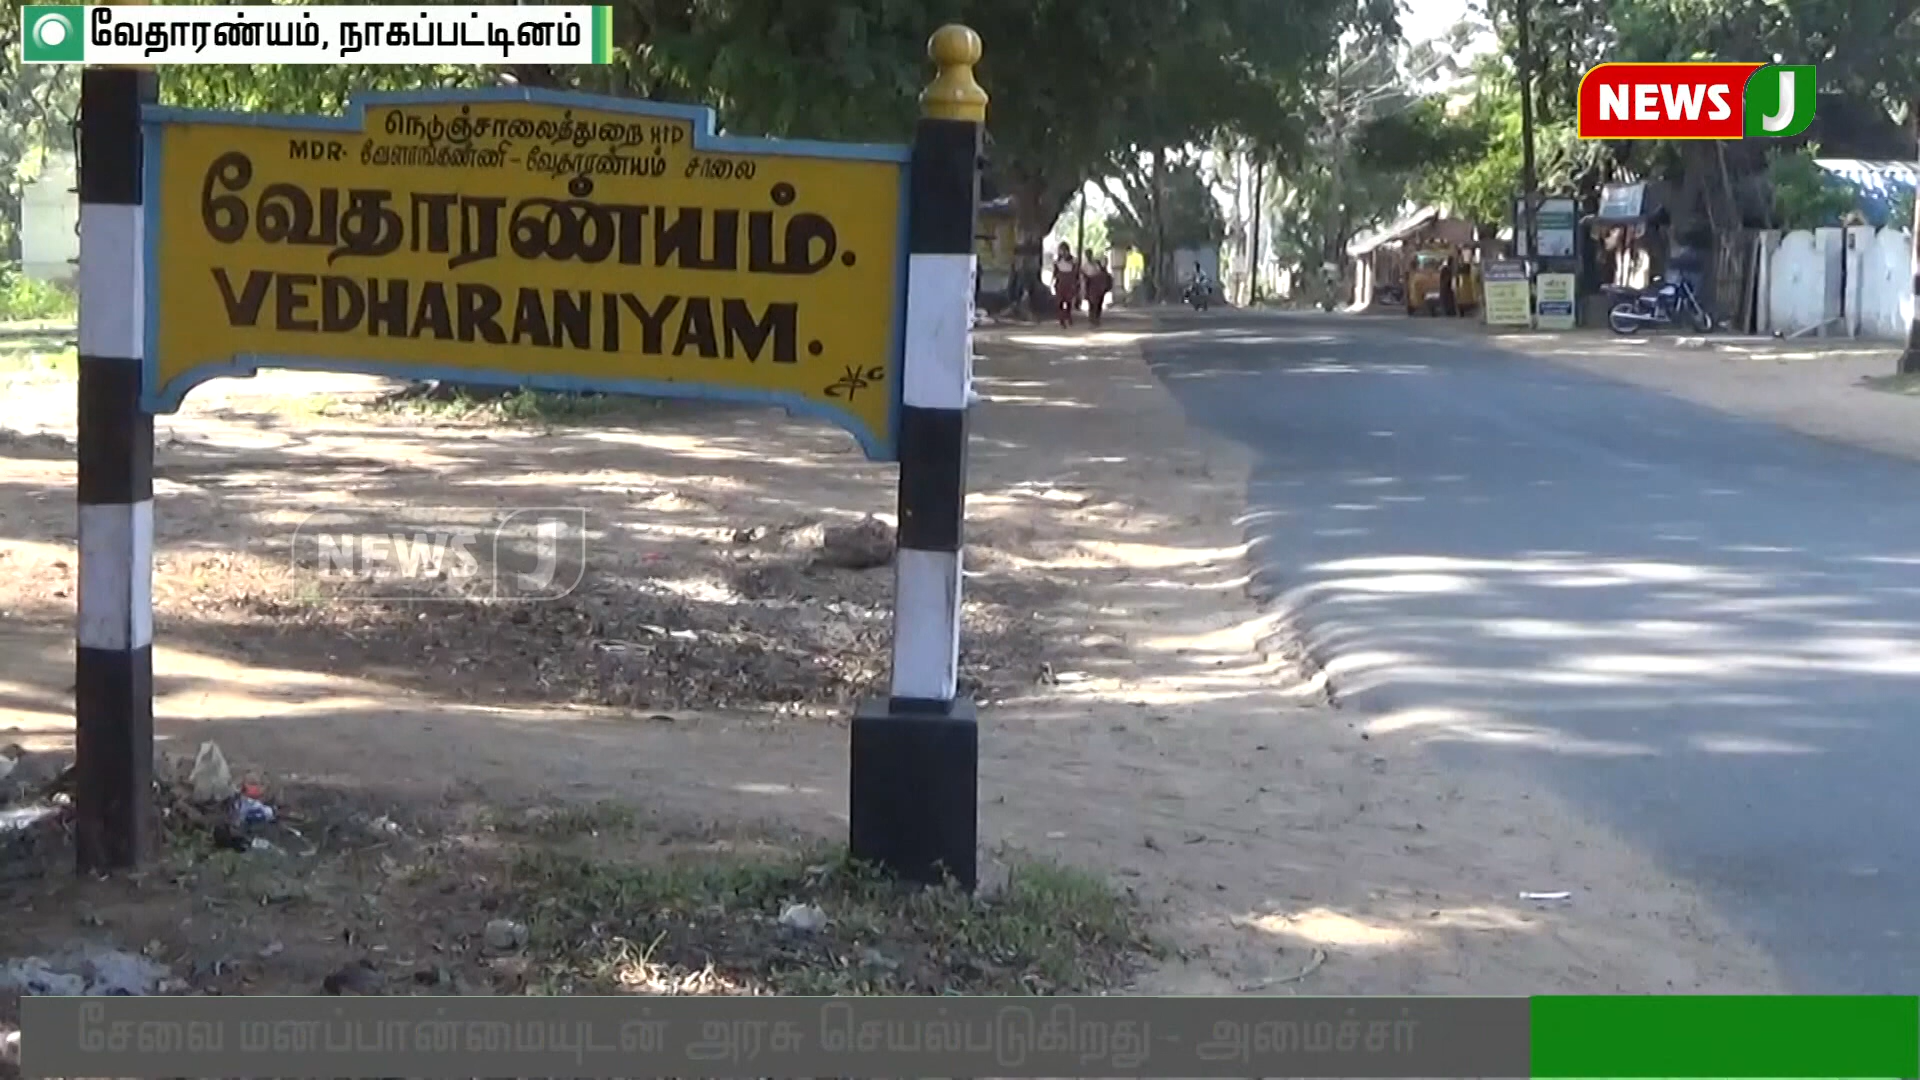 வேதாரண்யம், நாகப்பட்டினம்
NEWS J
நெடுஞ்சாலைத்துறை HTD
MDR. வேளாங்கண்ணி - வேதாரண்யம் சாலை
வேதாரண்யம்.
VEDHARANIYAM.
NEWS J
சேவை மனப்பான்மையுடன் அரசு செயல்படுகிறது - அமைச்சர்